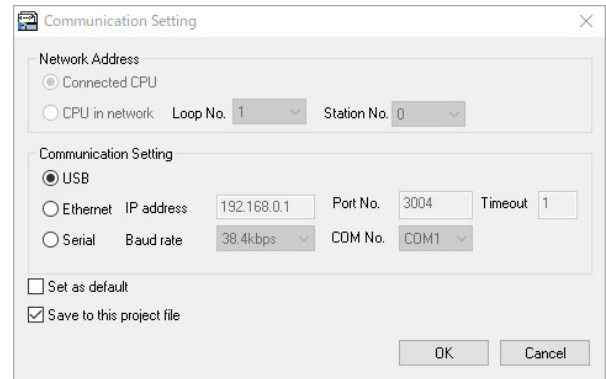 Communication Setting
Network Address
Connected CPU
CPU in network Loop No. 1 Station No. 0
Communication Setting
USB
Ethernet IP address 192.168.0.1 Port No. 3004 Timeout 1
Serial Baud rate 38.4kbps COM No. COM1
Set as default
Save to this project file
OK Cancel